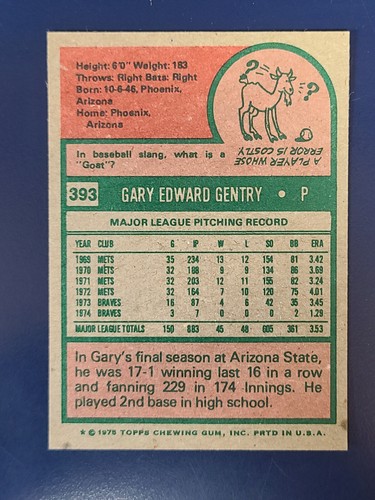 Height: 6'0" Weight: 183
Throws: Right Bats: Right
Born: 10-6-46, Phoenix,
Arizona
Home: Phoenix,
Arizona
In baseball slang, what is a
"Goat"?
A PLAYER WHOSE
ERROR IS COSTLY.
393 GARY EDWARD GENTRY • P
MAJOR LEAGUE PITCHING RECORD
YEAR CLUB G IP W L SO BB ERA
1969 METS 35 234 13 12 154 81 3.42
1970 METS 32 188 9 9 134 86 3.69
1971 METS 32 203 12 11 155 82 3.24
1972 METS 32 164 7 10 120 75 4.01
1973 BRAVES 16 87 4 6 42 35 3.45
1974 BRAVES 3 7 0 0 0 2 1.29
MAJOR LEAGUE TOTALS 150 883 45 48 605 361 3.53
In Gary's final season at Arizona State,
he was 17-1 winning last 16 in a row
and fanning 229 in 174 Innings. He
played 2nd base in high school.
* © 1975 TOPPS CHEWING GUM, INC. PRTD IN U.S.A.